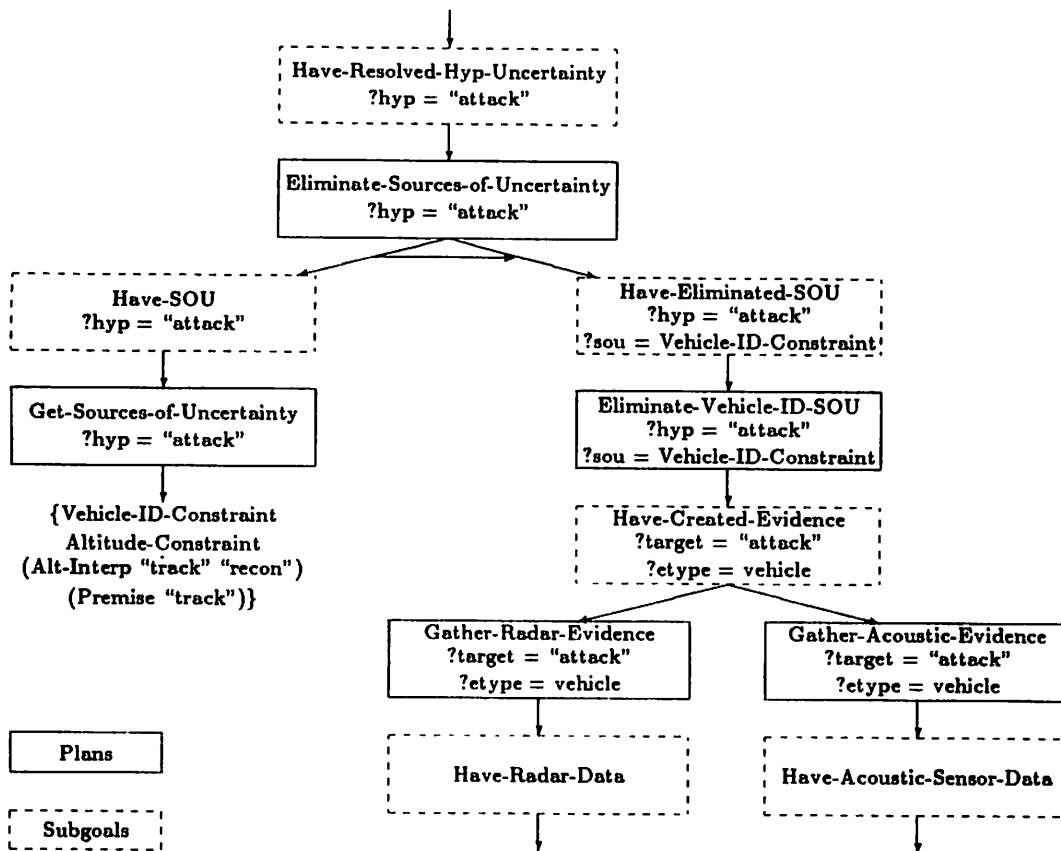 Have-Resolved-Hyp-Uncertainty
?hyp = "attack"
Eliminate-Sources-of-Uncertainty
?hyp = "attack"
Have-SOU
?hyp = "attack"
Have-Eliminated-SOU
?hyp = "attack"
?sou = Vehicle-ID-Constraint
Get-Sources-of-Uncertainty
?hyp = "attack"
Eliminate-Vehicle-ID-SOU
?hyp = "attack"
?sou = Vehicle-ID-Constraint
{Vehicle-ID-Constraint
Altitude-Constraint
(Alt-Interp "track" "recon")
(Premise "track")}
Have-Created-Evidence
?target = "attack"
?etype = vehicle
Gather-Radar-Evidence
?target = "attack"
?etype = vehicle
Gather-Acoustic-Evidence
?target = "attack"
?etype = vehicle
Have-Radar-Data
Have-Acoustic-Sensor-Data
Plans
Subgoals